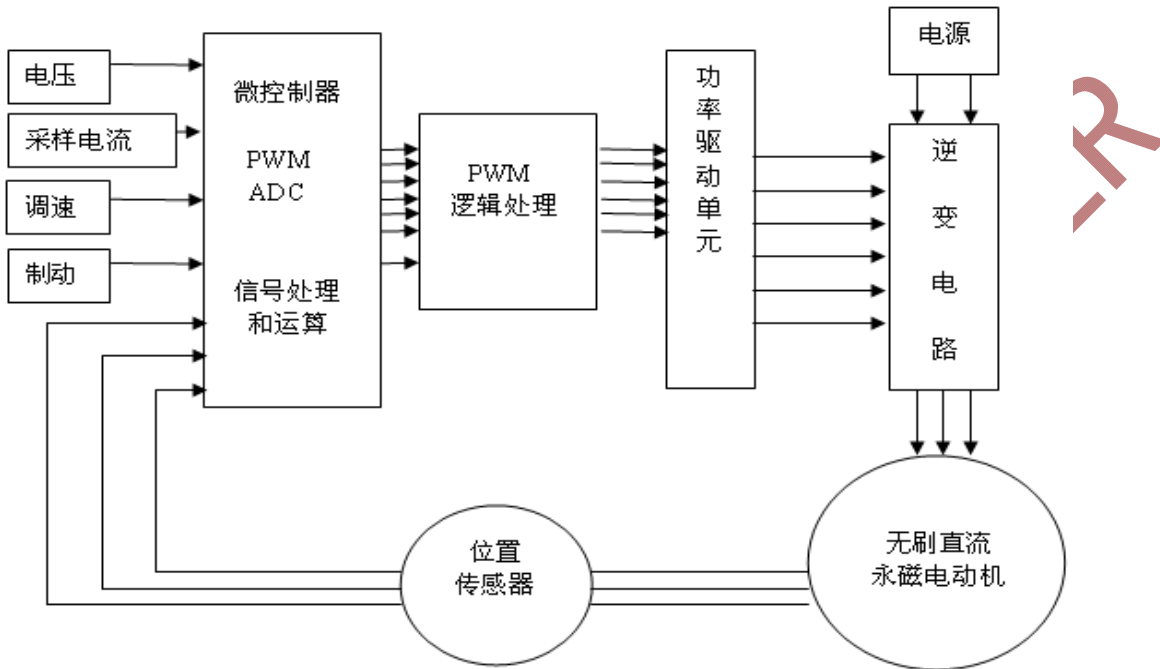 电压
采样电流
调速
制动
微控制器
PWM
ADC
信号处理
和运算
PWM
逻辑处理
功率驱动单元
电源
逆变电路
位置
传感器
无刷直流
永磁电动机
R